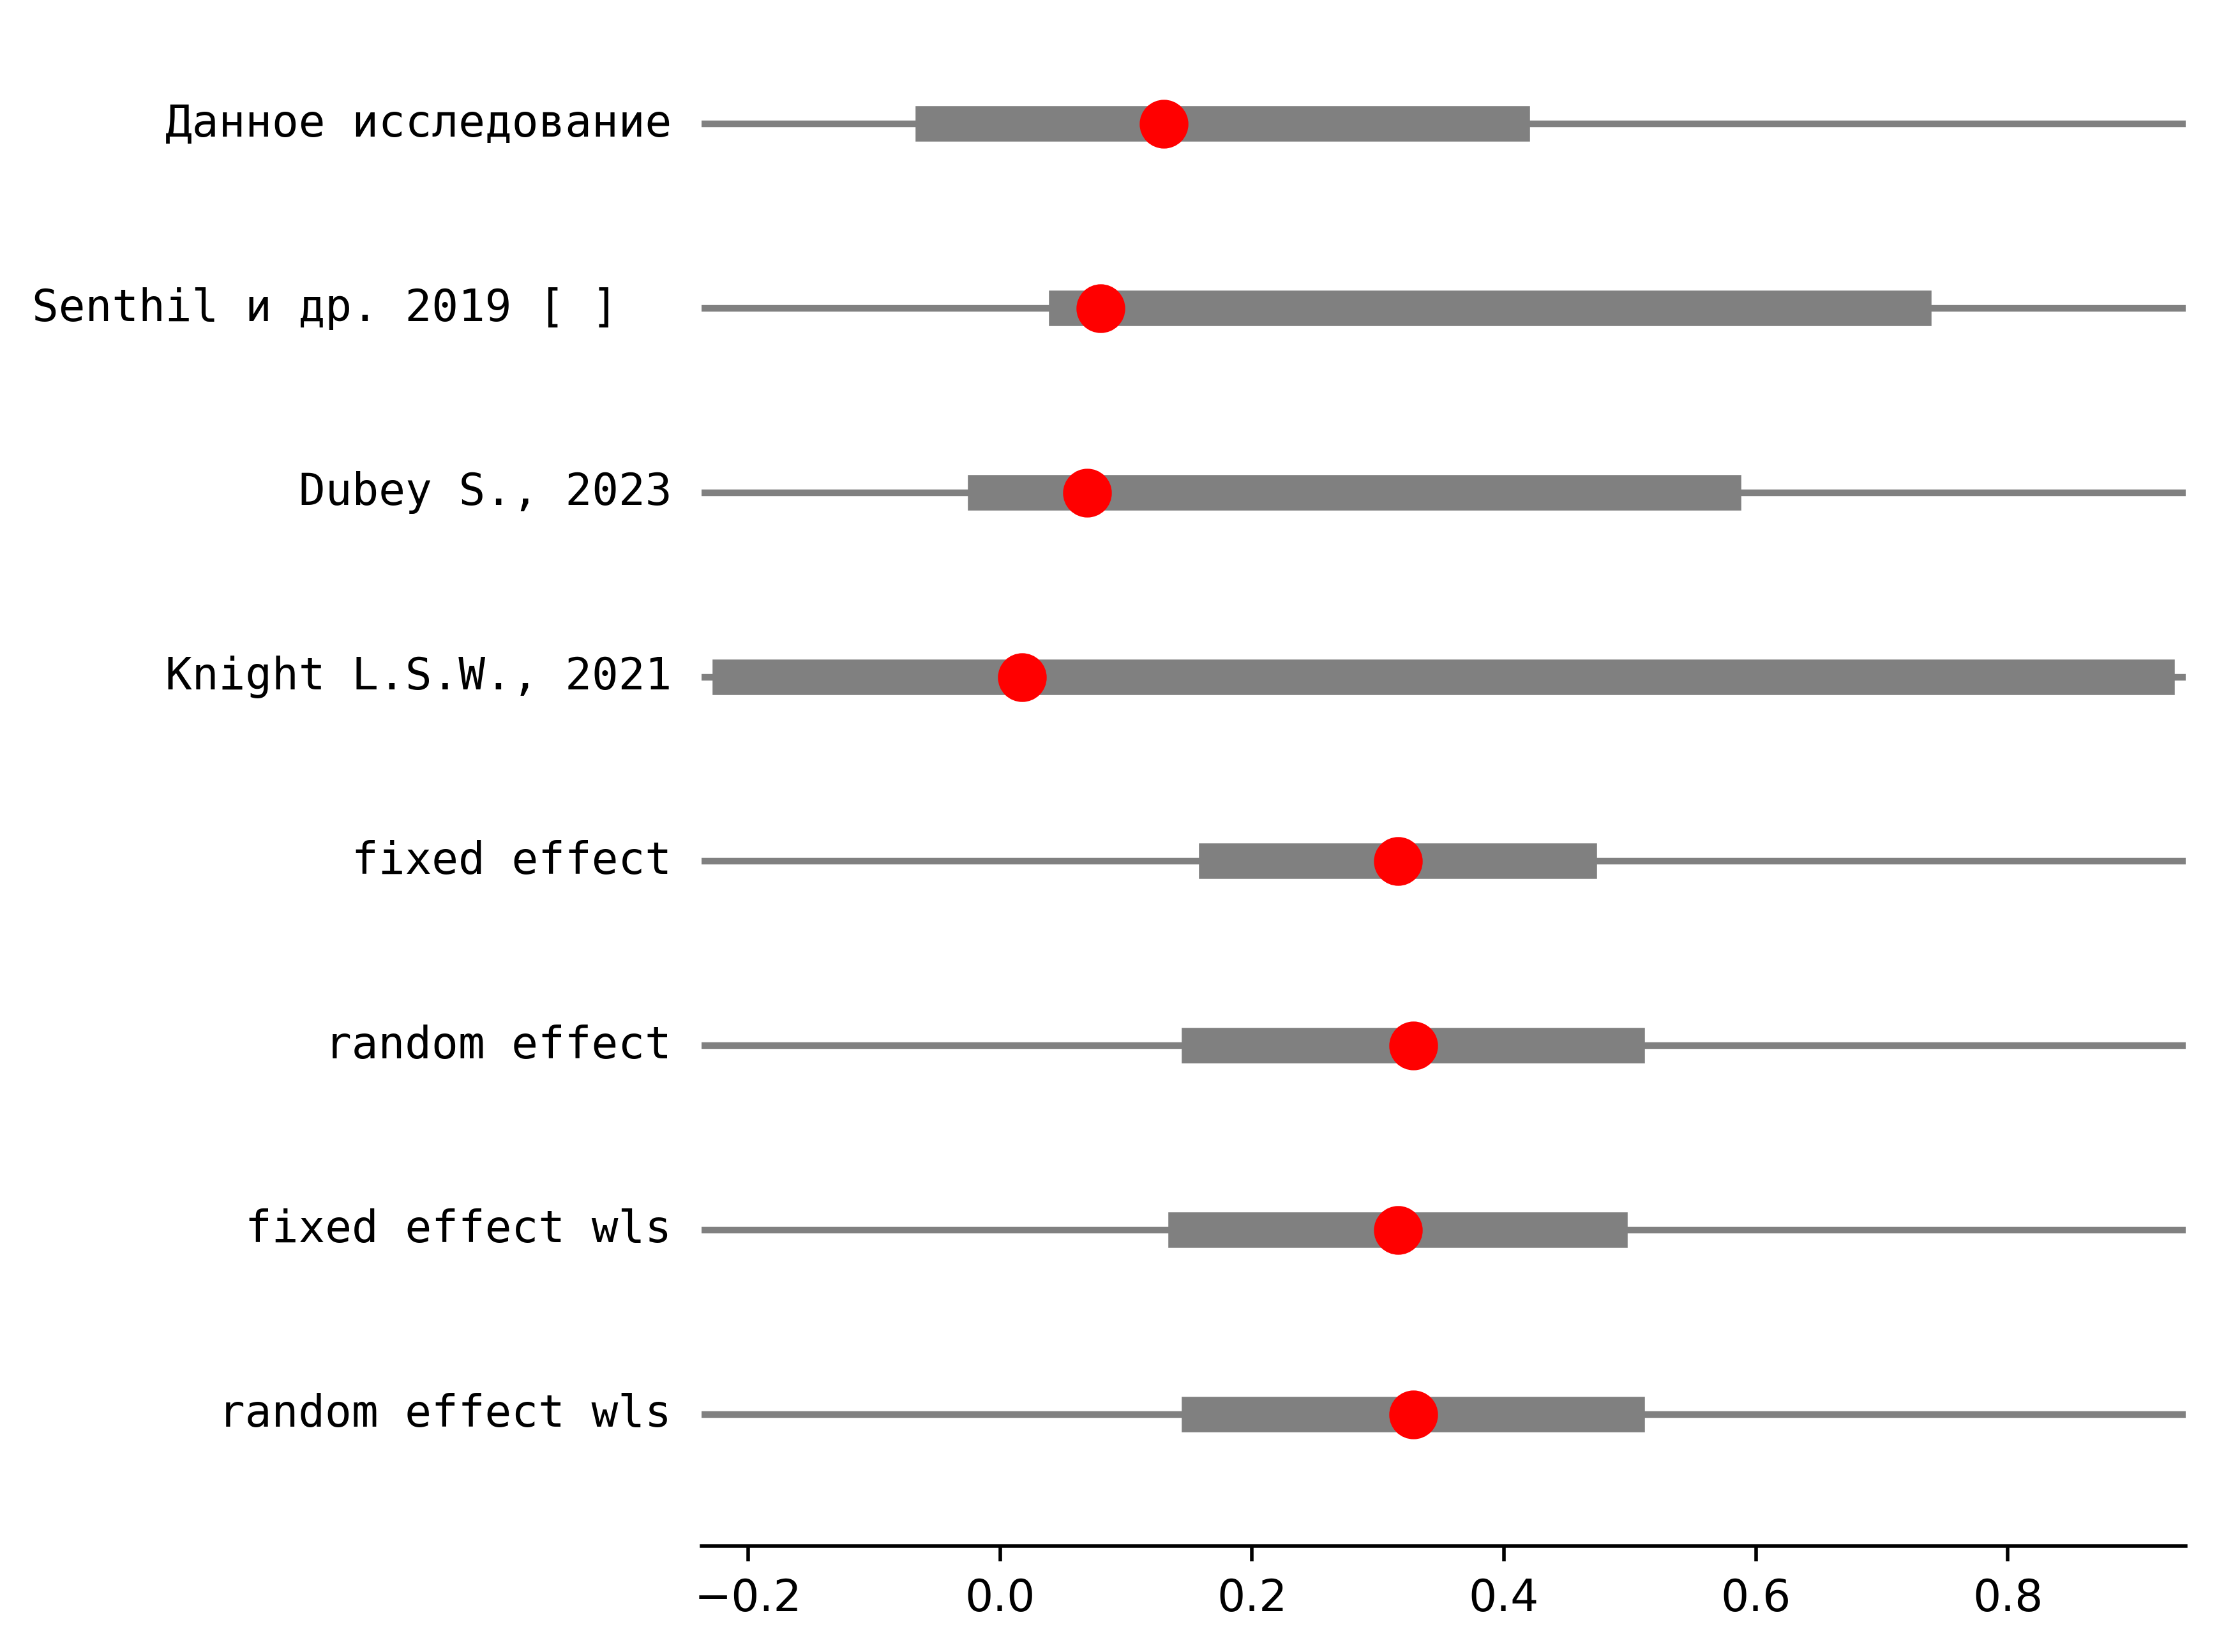 Данное исследование
Senthil и др. 2019 [ ]
Dubey S., 2023
Knight L.S.W., 2021
fixed effect
random effect
fixed effect wls
random effect wls
−0.2 0.0 0.2 0.4 0.6 0.8